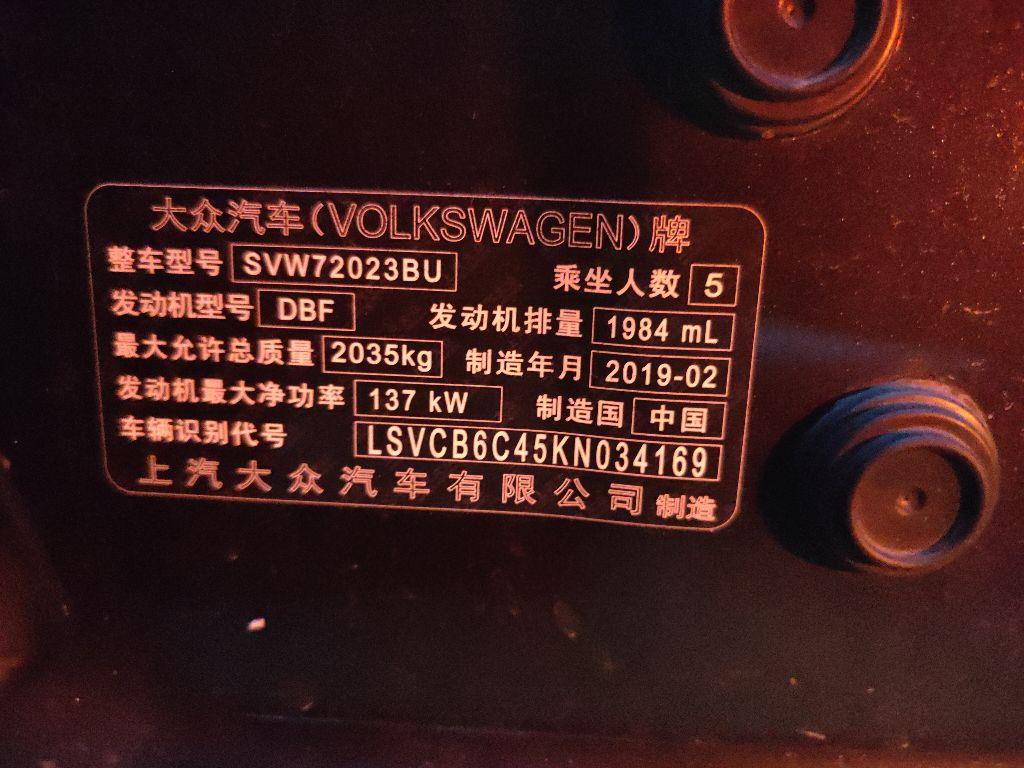 大众汽车(VOLKSWAGEN)牌
整车型号 SVW72023BU 乘坐人数 5
发动机型号 DBF 发动机排量 1984 mL
最大允许总质量 2035kg 制造年月 2019-02
发动机最大净功率 137 kW 制造国 中国
车辆识别代号 LSVCB6C45KN034169
上汽大众汽车有限公司 制造